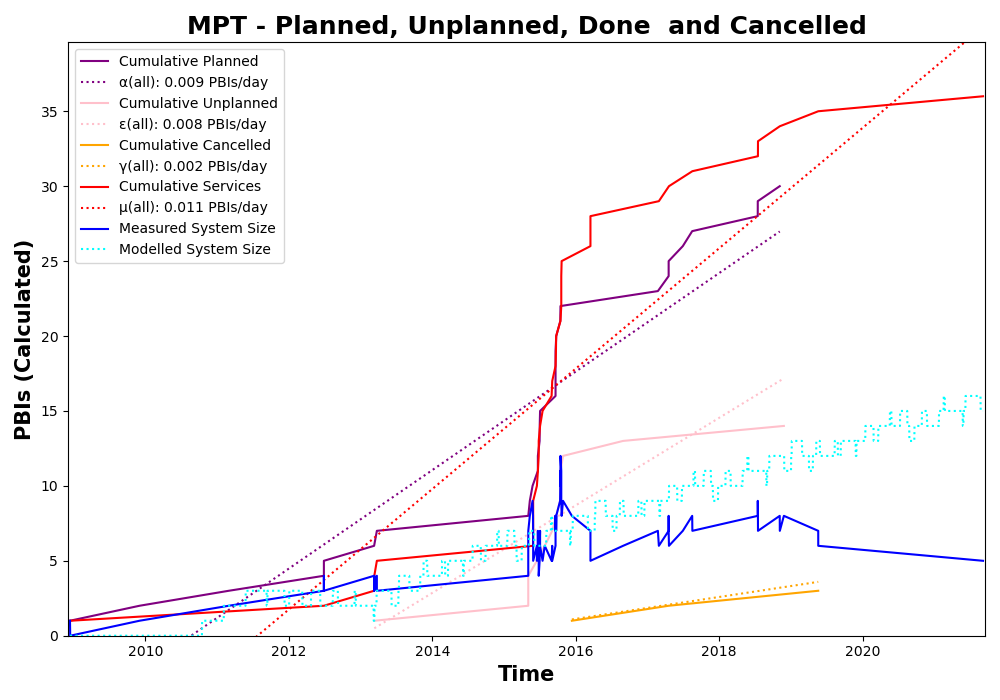 MPT - Planned, Unplanned, Done  and Cancelled
Cumulative Planned
α(all): 0.009 PBIs/day
Cumulative Unplanned
ε(all): 0.008 PBIs/day
Cumulative Cancelled
γ(all): 0.002 PBIs/day
Cumulative Services
μ(all): 0.011 PBIs/day
Measured System Size
Modelled System Size
PBIs (Calculated)
35
30
25
20
15
10
5
0
2010 2012 2014 2016 2018 2020
Time